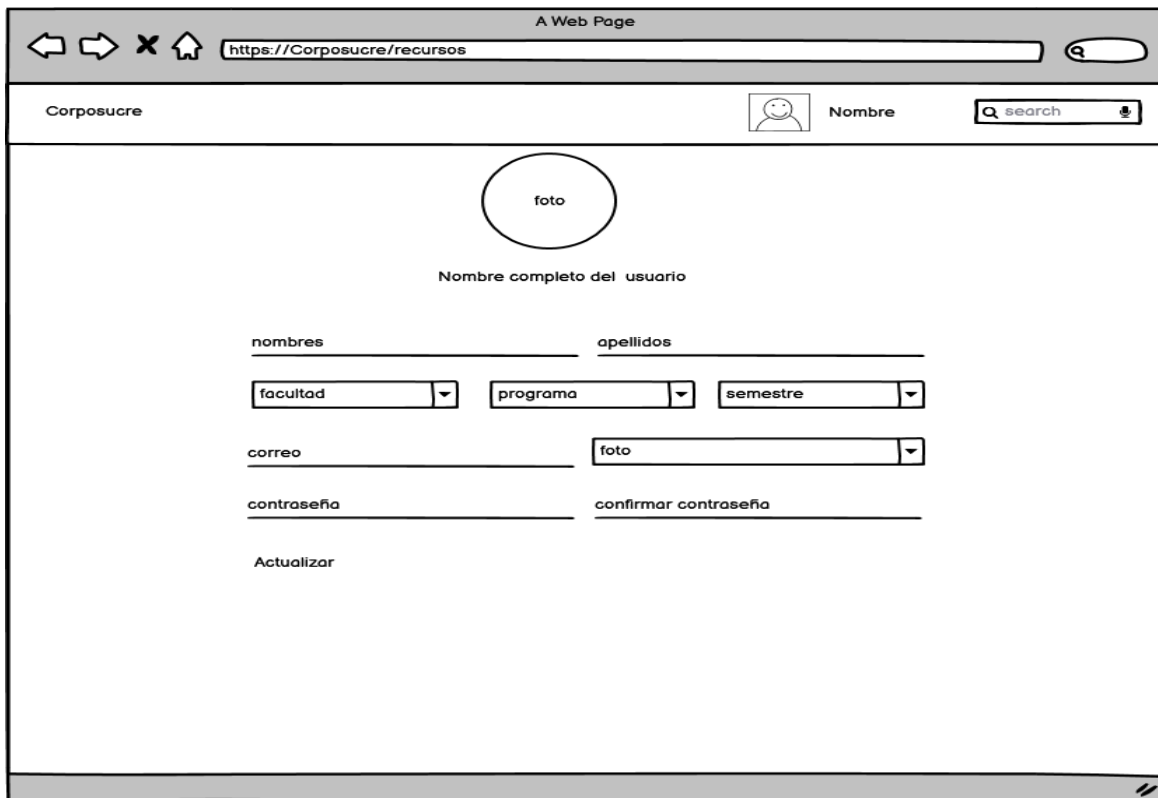 A Web Page
https://Corposucre/recursos
Corposucre
Nombre
search
foto
Nombre completo del usuario
nombres
apellidos
facultad
programa
semestre
correo
foto
contraseña
confirmar contraseña
Actualizar